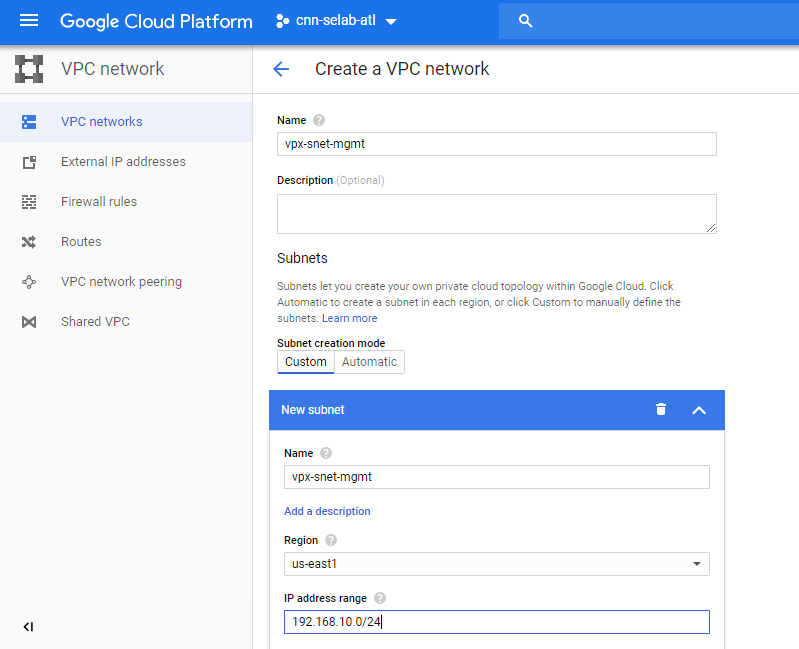 Google Cloud Platform
cnn-selab-atl
VPC network
Create a VPC network
VPC networks
External IP addresses
Firewall rules
Routes
VPC network peering
Shared VPC
Name ?
vpx-snet-mgmt
Description (Optional)
Subnets
Subnets let you create your own private cloud topology within Google Cloud. Click
Automatic to create a subnet in each region, or click Custom to manually define the
subnets. Learn more
Subnet creation mode
Custom Automatic
New subnet
Name ?
vpx-snet-mgmt
Add a description
Region ?
us-east1
IP address range ?
192.168.10.0/24